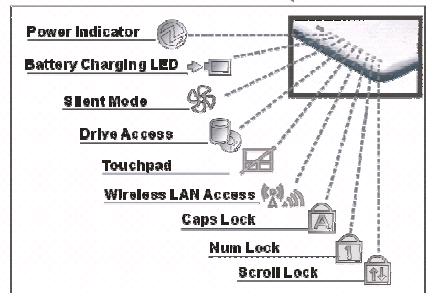 Power Indicator
Battery Charging LED
Silent Mode
Drive Access
Touchpad
Wireless LAN Access
Caps Lock
A
Num Lock
1
Scroll Lock